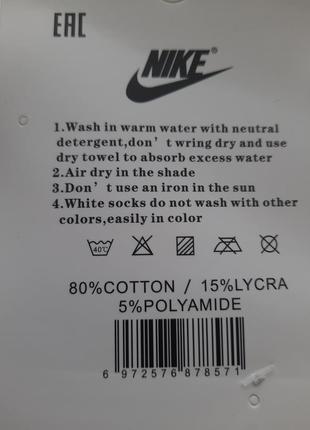 EAC
NIKE®
1.Wash in warm water with neutral
detergent,don't wring dry and use
dry towel to absorb excess water
2.Air dry in the shade
3.Don't use an iron in the sun
4.White socks do not wash with other
colors,easily in color
40℃
80%COTTON / 15%LYCRA
5%POLYAMIDE
6 972576 878571